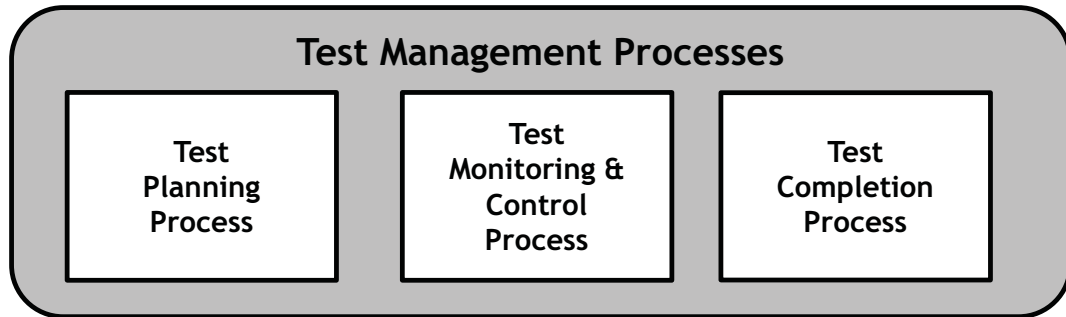 Test Management Processes
Test
Planning
Process
Test
Monitoring &
Control
Process
Test
Completion
Process